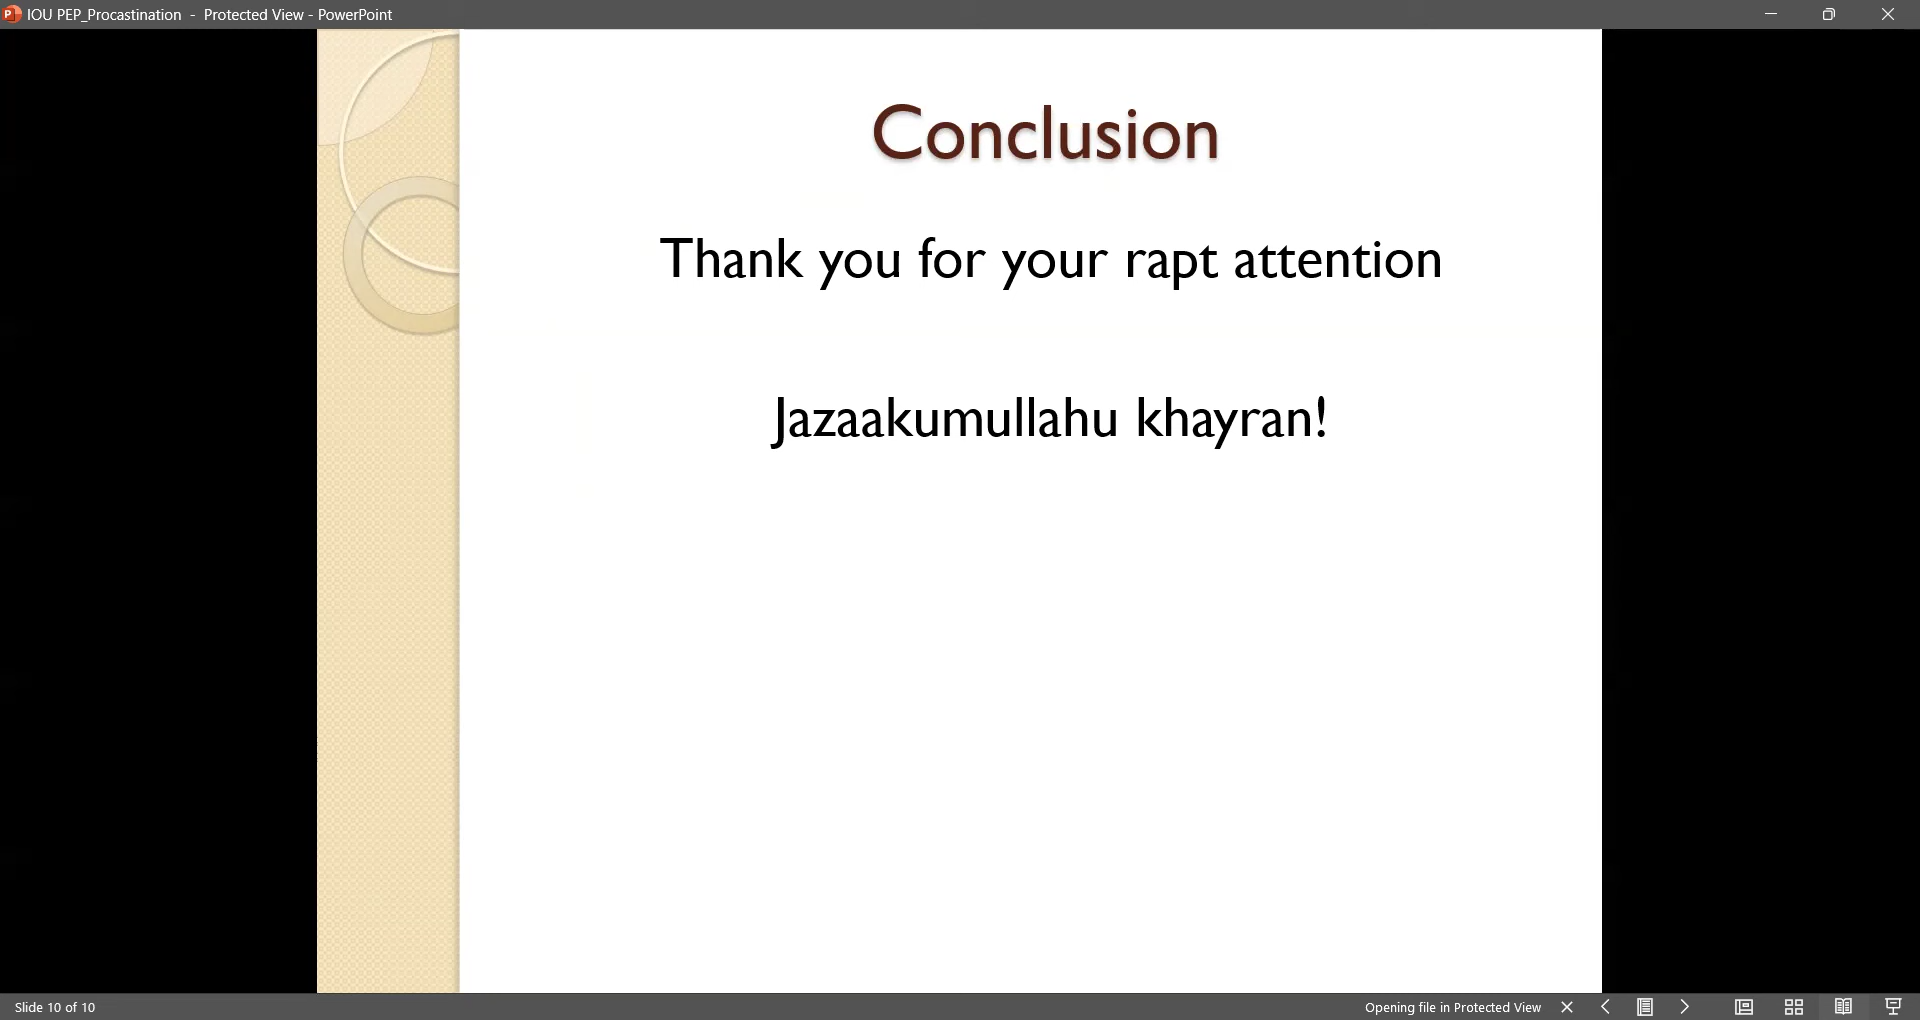 IOU PEP_Procastination - Protected View - PowerPoint
Conclusion
Thank you for your rapt attention
Jazaakumullahu khayran!
Slide 10 of 10
Opening file in Protected View